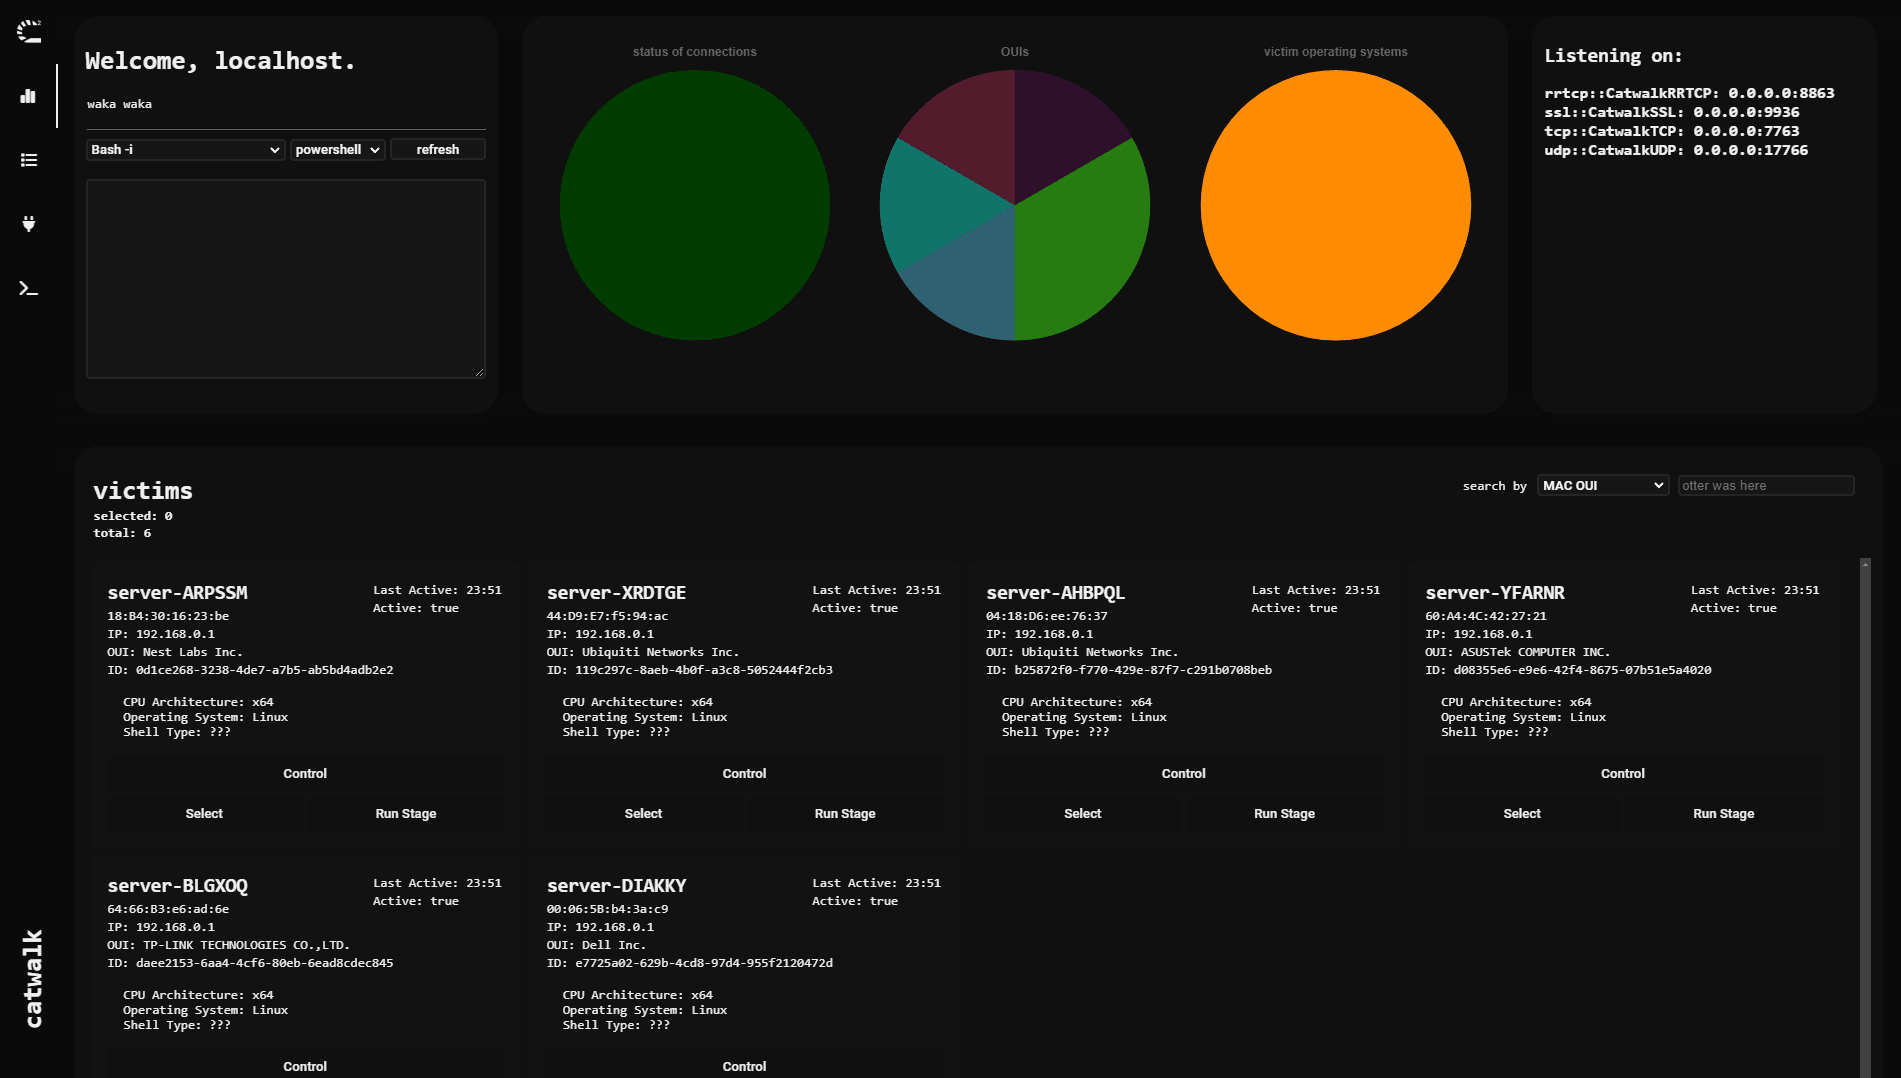 Welcome, localhost.
waka waka
Bash -i
powershell
refresh
status of connections
OUIs
victim operating systems
Listening on:
rrtcp::CatwalkRRTCP: 0.0.0.0:8863
ssl::CatwalkSSL: 0.0.0.0:9936
tcp::CatwalkTCP: 0.0.0.0:7763
udp::CatwalkUDP: 0.0.0.0:17766
victims
selected: 0
total: 6
search by
MAC OUI
otter was here
server-ARPSSM
Last Active: 23:51
Active: true
18:B4:30:16:23:be
IP: 192.168.0.1
OUI: Nest Labs Inc.
ID: 0d1ce268-3238-4de7-a7b5-ab5bd4adb2e2
CPU Architecture: x64
Operating System: Linux
Shell Type: ???
Control
Select
Run Stage
server-XRDTGE
Last Active: 23:51
Active: true
44:D9:E7:f5:94:ac
IP: 192.168.0.1
OUI: Ubiquiti Networks Inc.
ID: 119c297c-8aeb-4b0f-a3c8-5052444f2cb3
CPU Architecture: x64
Operating System: Linux
Shell Type: ???
Control
Select
Run Stage
server-AHBPQL
Last Active: 23:51
Active: true
04:18:D6:ee:76:37
IP: 192.168.0.1
OUI: Ubiquiti Networks Inc.
ID: b25872f0-f770-429e-87f7-c291b0708beb
CPU Architecture: x64
Operating System: Linux
Shell Type: ???
Control
Select
Run Stage
server-YFARNR
Last Active: 23:51
Active: true
60:A4:4C:42:27:21
IP: 192.168.0.1
OUI: ASUSTek COMPUTER INC.
ID: d08355e6-e9e6-42f4-8675-07b51e5a4020
CPU Architecture: x64
Operating System: Linux
Shell Type: ???
Control
Select
Run Stage
server-BLGXOQ
Last Active: 23:51
Active: true
64:66:B3:e6:ad:6e
IP: 192.168.0.1
OUI: TP-LINK TECHNOLOGIES CO.,LTD.
ID: daee2153-6aa4-4cf6-80eb-6ead8cdec845
CPU Architecture: x64
Operating System: Linux
Shell Type: ???
Control
server-DIAKKY
Last Active: 23:51
Active: true
00:06:5B:b4:3a:c9
IP: 192.168.0.1
OUI: Dell Inc.
ID: e7725a02-629b-4cd8-97d4-955f2120472d
CPU Architecture: x64
Operating System: Linux
Shell Type: ???
Control
catwalk